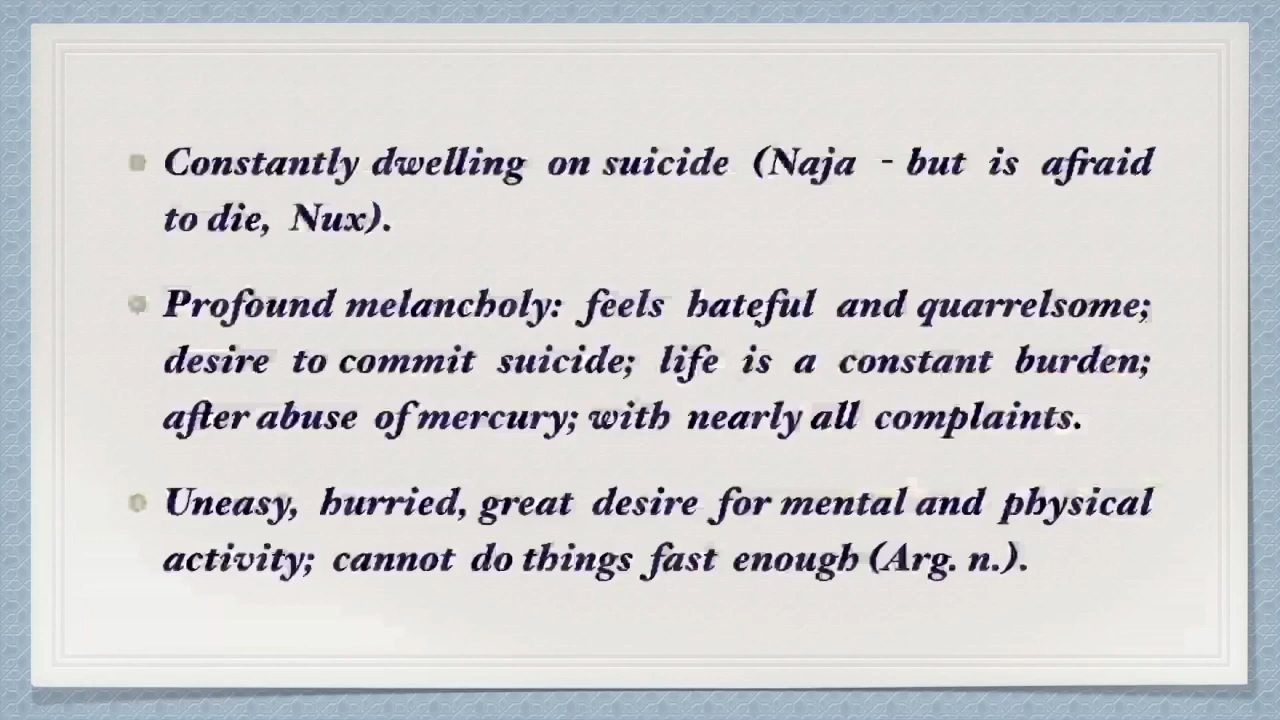 Constantly dwelling on suicide (Naja - but is afraid
to die, Nux).
Profound melancholy: feels hateful and quarrelsome;
desire to commit suicide; life is a constant burden;
after abuse of mercury; with nearly all complaints.
Uneasy, hurried, great desire for mental and physical
activity; cannot do things fast enough (Arg. n.).